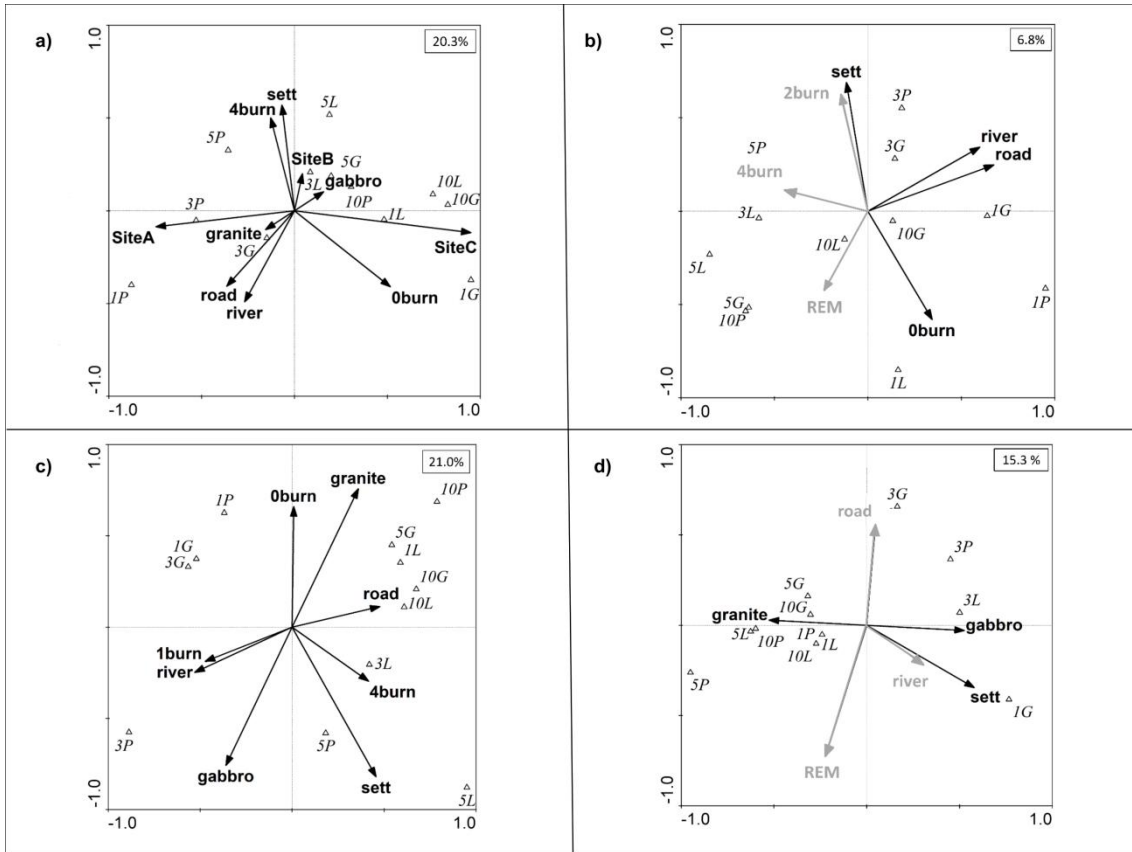 a)
20.3%
1.0
sett
4burn
5L
5P
SiteB
5G
3L
gabbro
10L
10P
10G
3P
1L
SiteA
granite
SiteC
3G
road
0burn
1P
river
1G
-1.0
-1.0
1.0
b)
6.8%
1.0
sett
2burn
3P
river
3G
road
5P
4burn
3L
1G
10G
10L
5L
REM
5G
10P
0burn
1P
1L
-1.0
-1.0
1.0
c)
21.0%
1.0
granite
0burn
10P
1P
5G
1G
1L
3G
10G
road
10L
1burn
river
3L
4burn
3P
5P
gabbro
sett
5L
-1.0
-1.0
1.0
d)
15.3 %
1.0
3G
road
3P
5G
3L
granite
10G
gabbro
5L
10P
1P
1L
10L
river
5P
sett
1G
REM
-1.0
-1.0
1.0